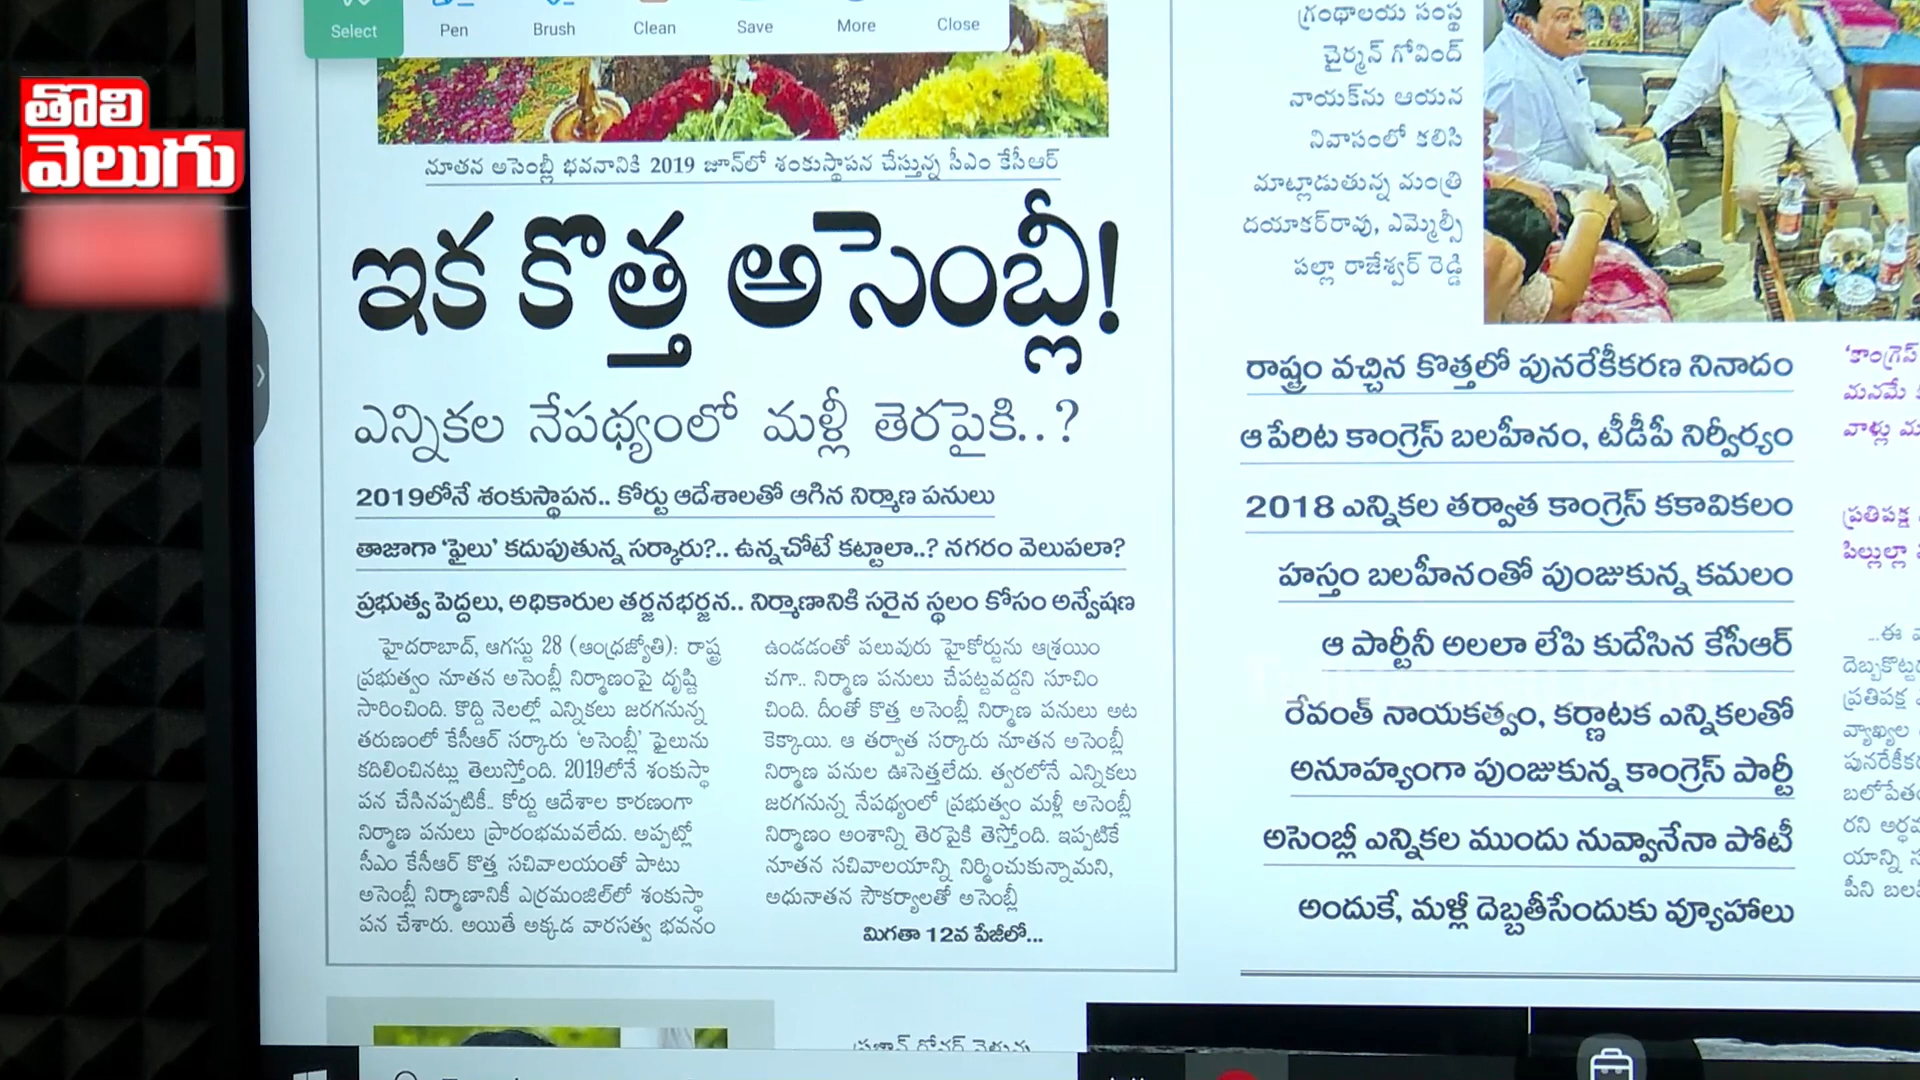 Select
Pen
Brush
Clean
Save
More
Close
తొలి
వెలుగు
నూతన అసెంబ్లీ భవనానికి 2019 జూన్‌లో శంకుస్థాపన చేస్తున్న సీఎం కేసీఆర్
ఇక కొత్త అసెంబ్లీ!
ఎన్నికల నేపథ్యంలో మళ్లీ తెరపైకి..?
2019లోనే శంకుస్థాపన.. కోర్టు ఆదేశాలతో ఆగిన నిర్మాణ పనులు
తాజాగా ‘ఫైలు’ కదుపుతున్న సర్కారు?.. ఉన్నచోటే కట్టాలా..? నగరం వెలుపలా?
ప్రభుత్వ పెద్దలు, అధికారుల తర్జనభర్జన.. నిర్మాణానికి సరైన స్థలం కోసం అన్వేషణ
హైదరాబాద్, ఆగస్టు 28 (ఆంధ్రజ్యోతి): రాష్ట్ర
ప్రభుత్వం నూతన అసెంబ్లీ నిర్మాణంపై దృష్టి
సారించింది. కొద్ది నెలల్లో ఎన్నికలు జరగనున్న
తరుణంలో కేసీఆర్ సర్కారు ‘అసెంబ్లీ’ ఫైలును
కదిలించినట్లు తెలుస్తోంది. 2019లోనే శంకుస్థా
పన చేసినప్పటికీ.. కోర్టు ఆదేశాల కారణంగా
నిర్మాణ పనులు ప్రారంభమవలేదు. అప్పట్లో
సీఎం కేసీఆర్ కొత్త సచివాలయంతో పాటు
అసెంబ్లీ నిర్మాణానికీ ఎర్రమంజిల్‌లో శంకుస్థా
పన చేశారు. అయితే అక్కడ వారసత్వ భవనం
ఉండడంతో పలువురు హైకోర్టును ఆశ్రయిం
చగా.. నిర్మాణ పనులు చేపట్టవద్దని సూచిం
చింది. దీంతో కొత్త అసెంబ్లీ నిర్మాణ పనులు అట
కెక్కాయి. ఆ తర్వాత సర్కారు నూతన అసెంబ్లీ
నిర్మాణ పనుల ఊసెత్తలేదు. త్వరలోనే ఎన్నికలు
జరగనున్న నేపథ్యంలో ప్రభుత్వం మళ్లీ అసెంబ్లీ
నిర్మాణం అంశాన్ని తెరపైకి తెస్తోంది. ఇప్పటికే
నూతన సచివాలయాన్ని నిర్మించుకున్నామని,
అధునాతన సౌకర్యాలతో అసెంబ్లీ
మిగతా 12వ పేజీలో...
గ్రంథాలయ సంస్థ
చైర్మన్ గోవింద్
నాయక్‌ను ఆయన
నివాసంలో కలిసి
మాట్లాడుతున్న మంత్రి
దయాకర్‌రావు, ఎమ్మెల్సీ
పల్లా రాజేశ్వర్ రెడ్డి
రాష్ట్రం వచ్చిన కొత్తలో పునరేకీకరణ నినాదం
ఆ పేరిట కాంగ్రెస్ బలహీనం, టీడీపీ నిర్వీర్యం
2018 ఎన్నికల తర్వాత కాంగ్రెస్ కకావికలం
హస్తం బలహీనంతో పుంజుకున్న కమలం
ఆ పార్టీనీ అలలా లేపి కుదేసిన కేసీఆర్
రేవంత్ నాయకత్వం, కర్ణాటక ఎన్నికలతో
అనూహ్యంగా పుంజుకున్న కాంగ్రెస్ పార్టీ
అసెంబ్లీ ఎన్నికల ముందు నువ్వానేనా పోటీ
అందుకే, మళ్లీ దెబ్బతీసేందుకు వ్యూహాలు
‘కాంగ్రెస్
మనమే
వాళ్లు
ప్రతిపక్ష
పిల్లుల్లా
...ఈ
ప్రతిపక్ష
వ్యాఖ్యల
యాన్ని
పీని